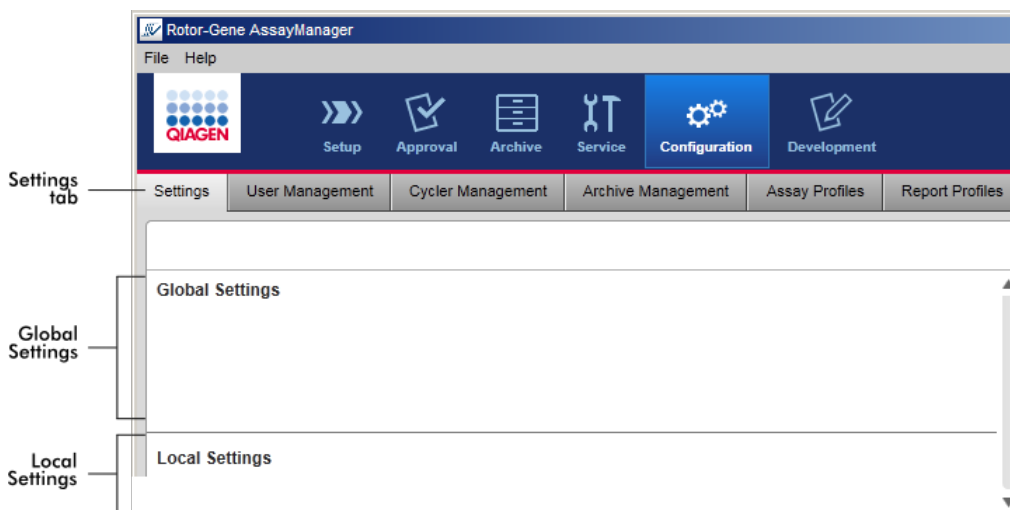 Rotor-Gene AssayManager
File Help
QIAGEN
Setup Approval Archive Service Configuration Development
Settings
tab
Settings User Management Cycler Management Archive Management Assay Profiles Report Profiles
Global Settings
Global
Settings
Local Settings
Local
Settings